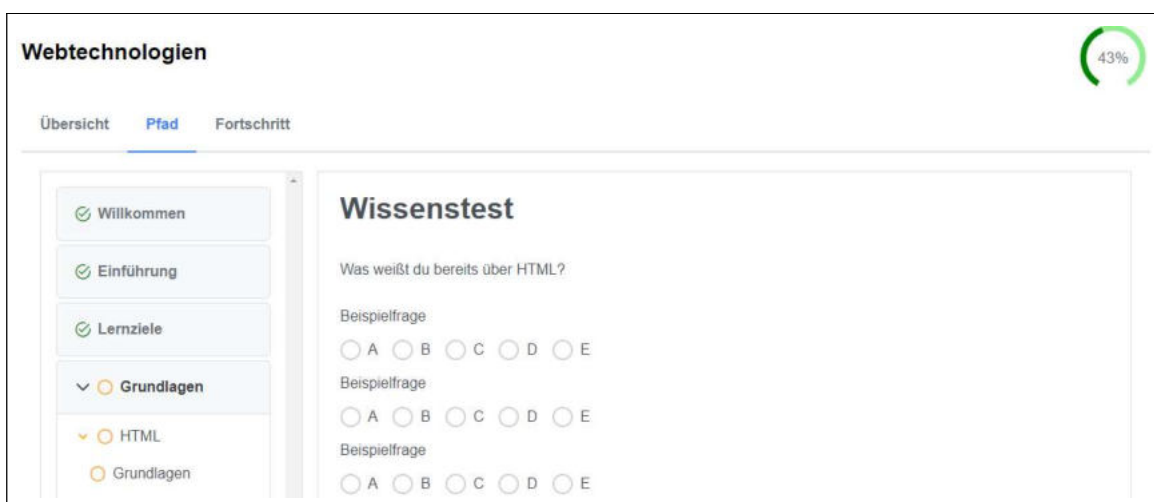 Webtechnologien
43%
Übersicht Pfad Fortschritt
Willkommen
Einführung
Lernziele
Grundlagen
HTML
Grundlagen
Wissenstest
Was weißt du bereits über HTML?
Beispielfrage
A B C D E
Beispielfrage
A B C D E
Beispielfrage
A B C D E